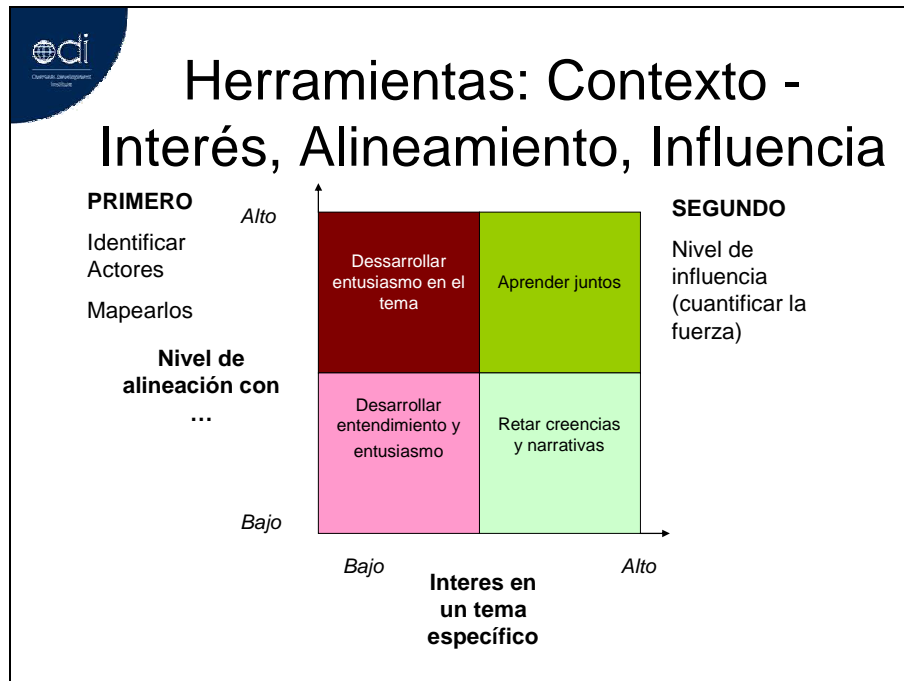 odi
Overseas Development
Institute
Herramientas: Contexto -
Interés, Alineamiento, Influencia
PRIMERO
Identificar
Actores
Mapearlos
Nivel de
alineación con
…
Alto
Bajo
Dessarrollar
entusiasmo en el
tema
Aprender juntos
Desarrollar
entendimiento y
entusiasmo
Retar creencias
y narrativas
SEGUNDO
Nivel de
influencia
(cuantificar la
fuerza)
Bajo
Alto
Interes en
un tema
específico